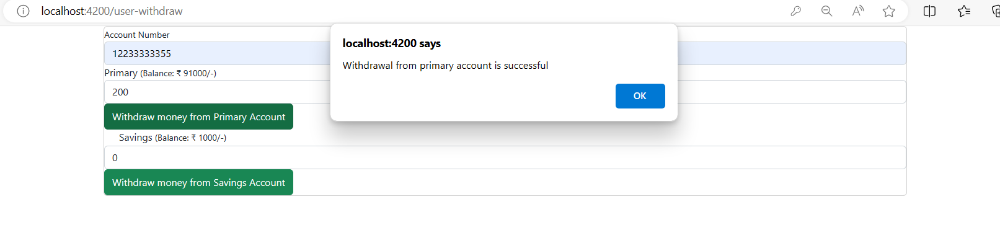 localhost:4200/user-withdraw
localhost:4200 says
Withdrawal from primary account is successful
OK
Account Number
12233333355
Primary (Balance: ₹ 91000/-)
200
Withdraw money from Primary Account
Savings (Balance: ₹ 1000/-)
0
Withdraw money from Savings Account